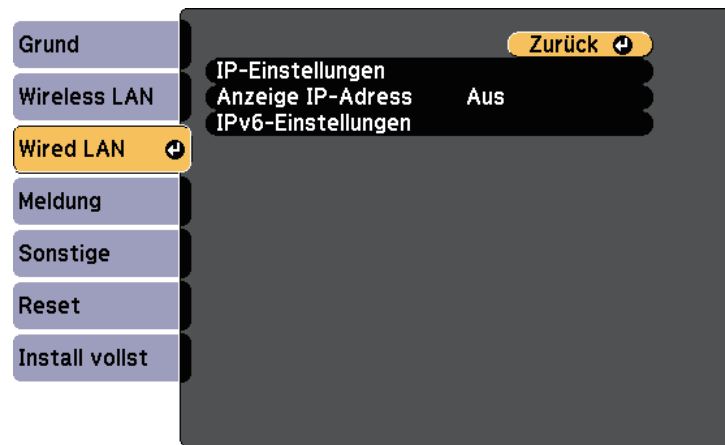 Grund
Wireless LAN
Wired LAN
Meldung
Sonstige
Reset
Install vollst
Zurück
IP-Einstellungen
Anzeige IP-Adress Aus
IPv6-Einstellungen